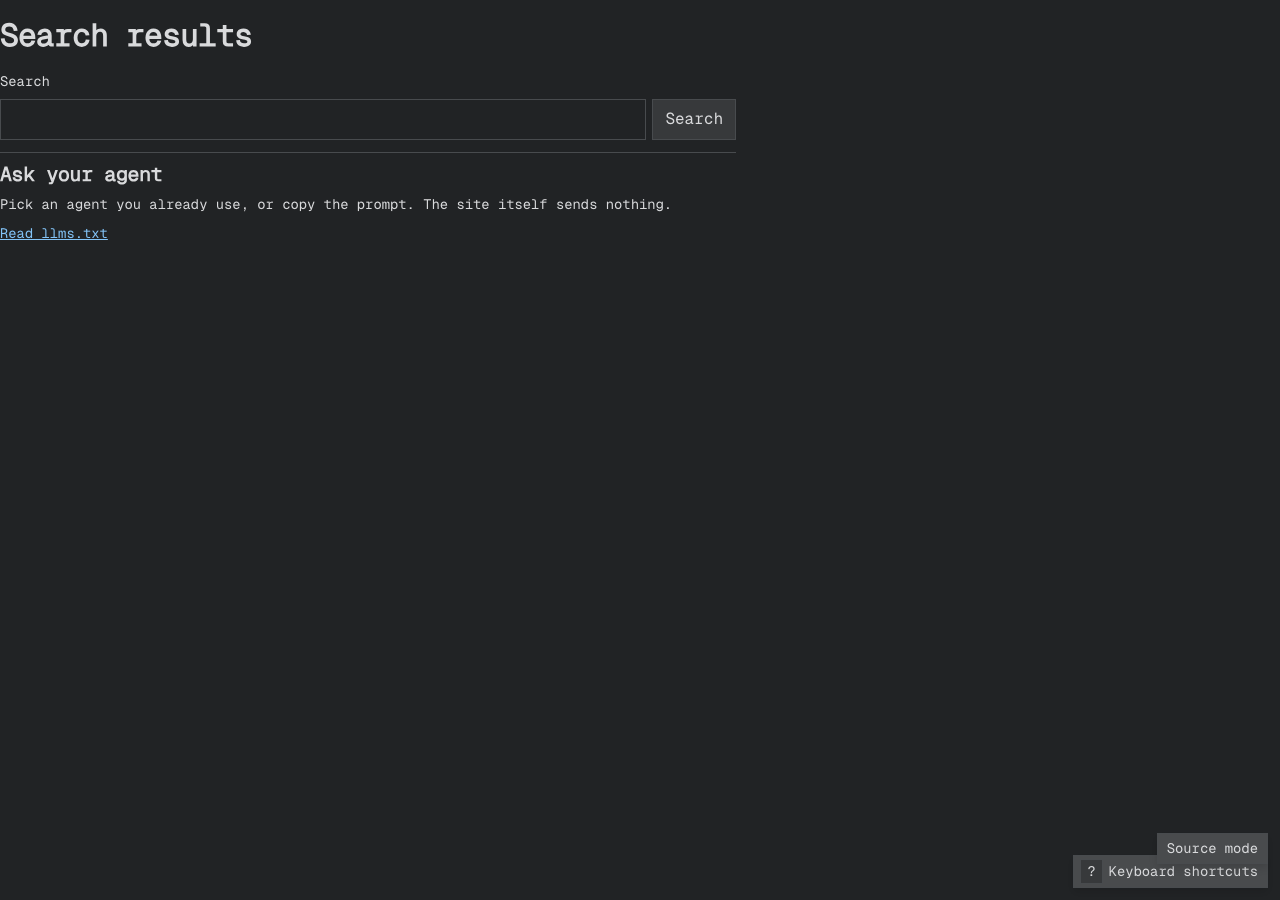 Search results
Search
Search
Ask your agent
Pick an agent you already use, or copy the prompt. The site itself sends nothing.
Read llms.txt
Source mode
? Keyboard shortcuts